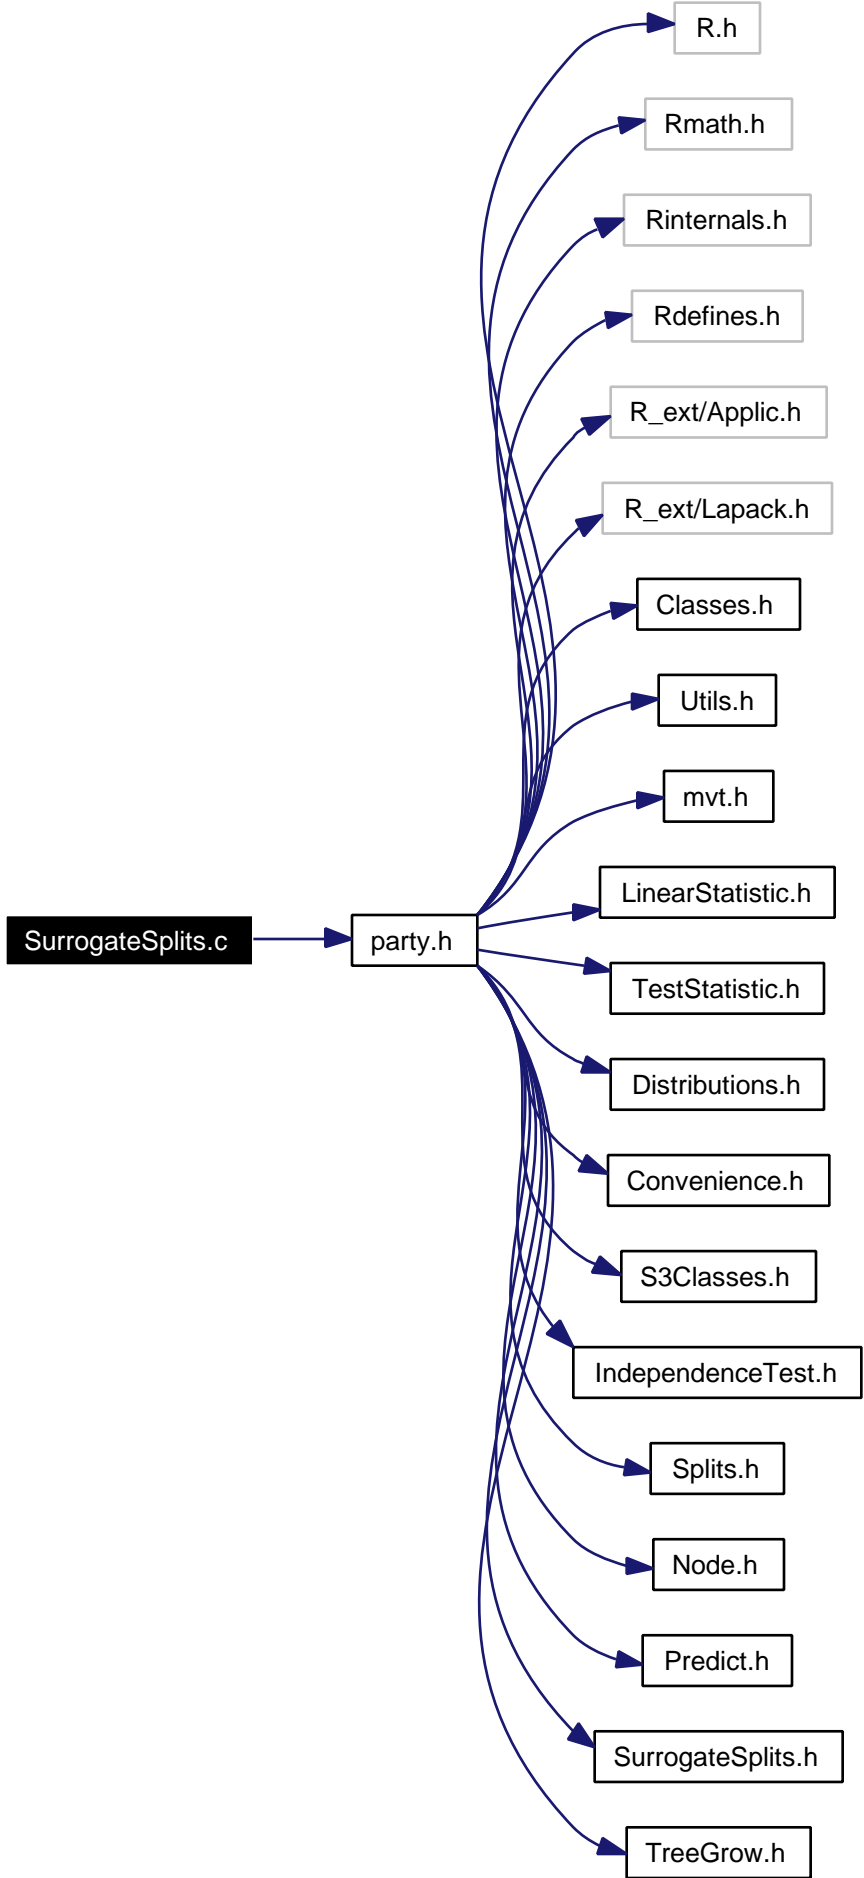 R.h
Rmath.h
Rinternals.h
Rdefines.h
R_ext/Applic.h
R_ext/Lapack.h
Classes.h
Utils.h
mvt.h
LinearStatistic.h
SurrogateSplits.c
party.h
TestStatistic.h
Distributions.h
Convenience.h
S3Classes.h
IndependenceTest.h
Splits.h
Node.h
Predict.h
SurrogateSplits.h
TreeGrow.h